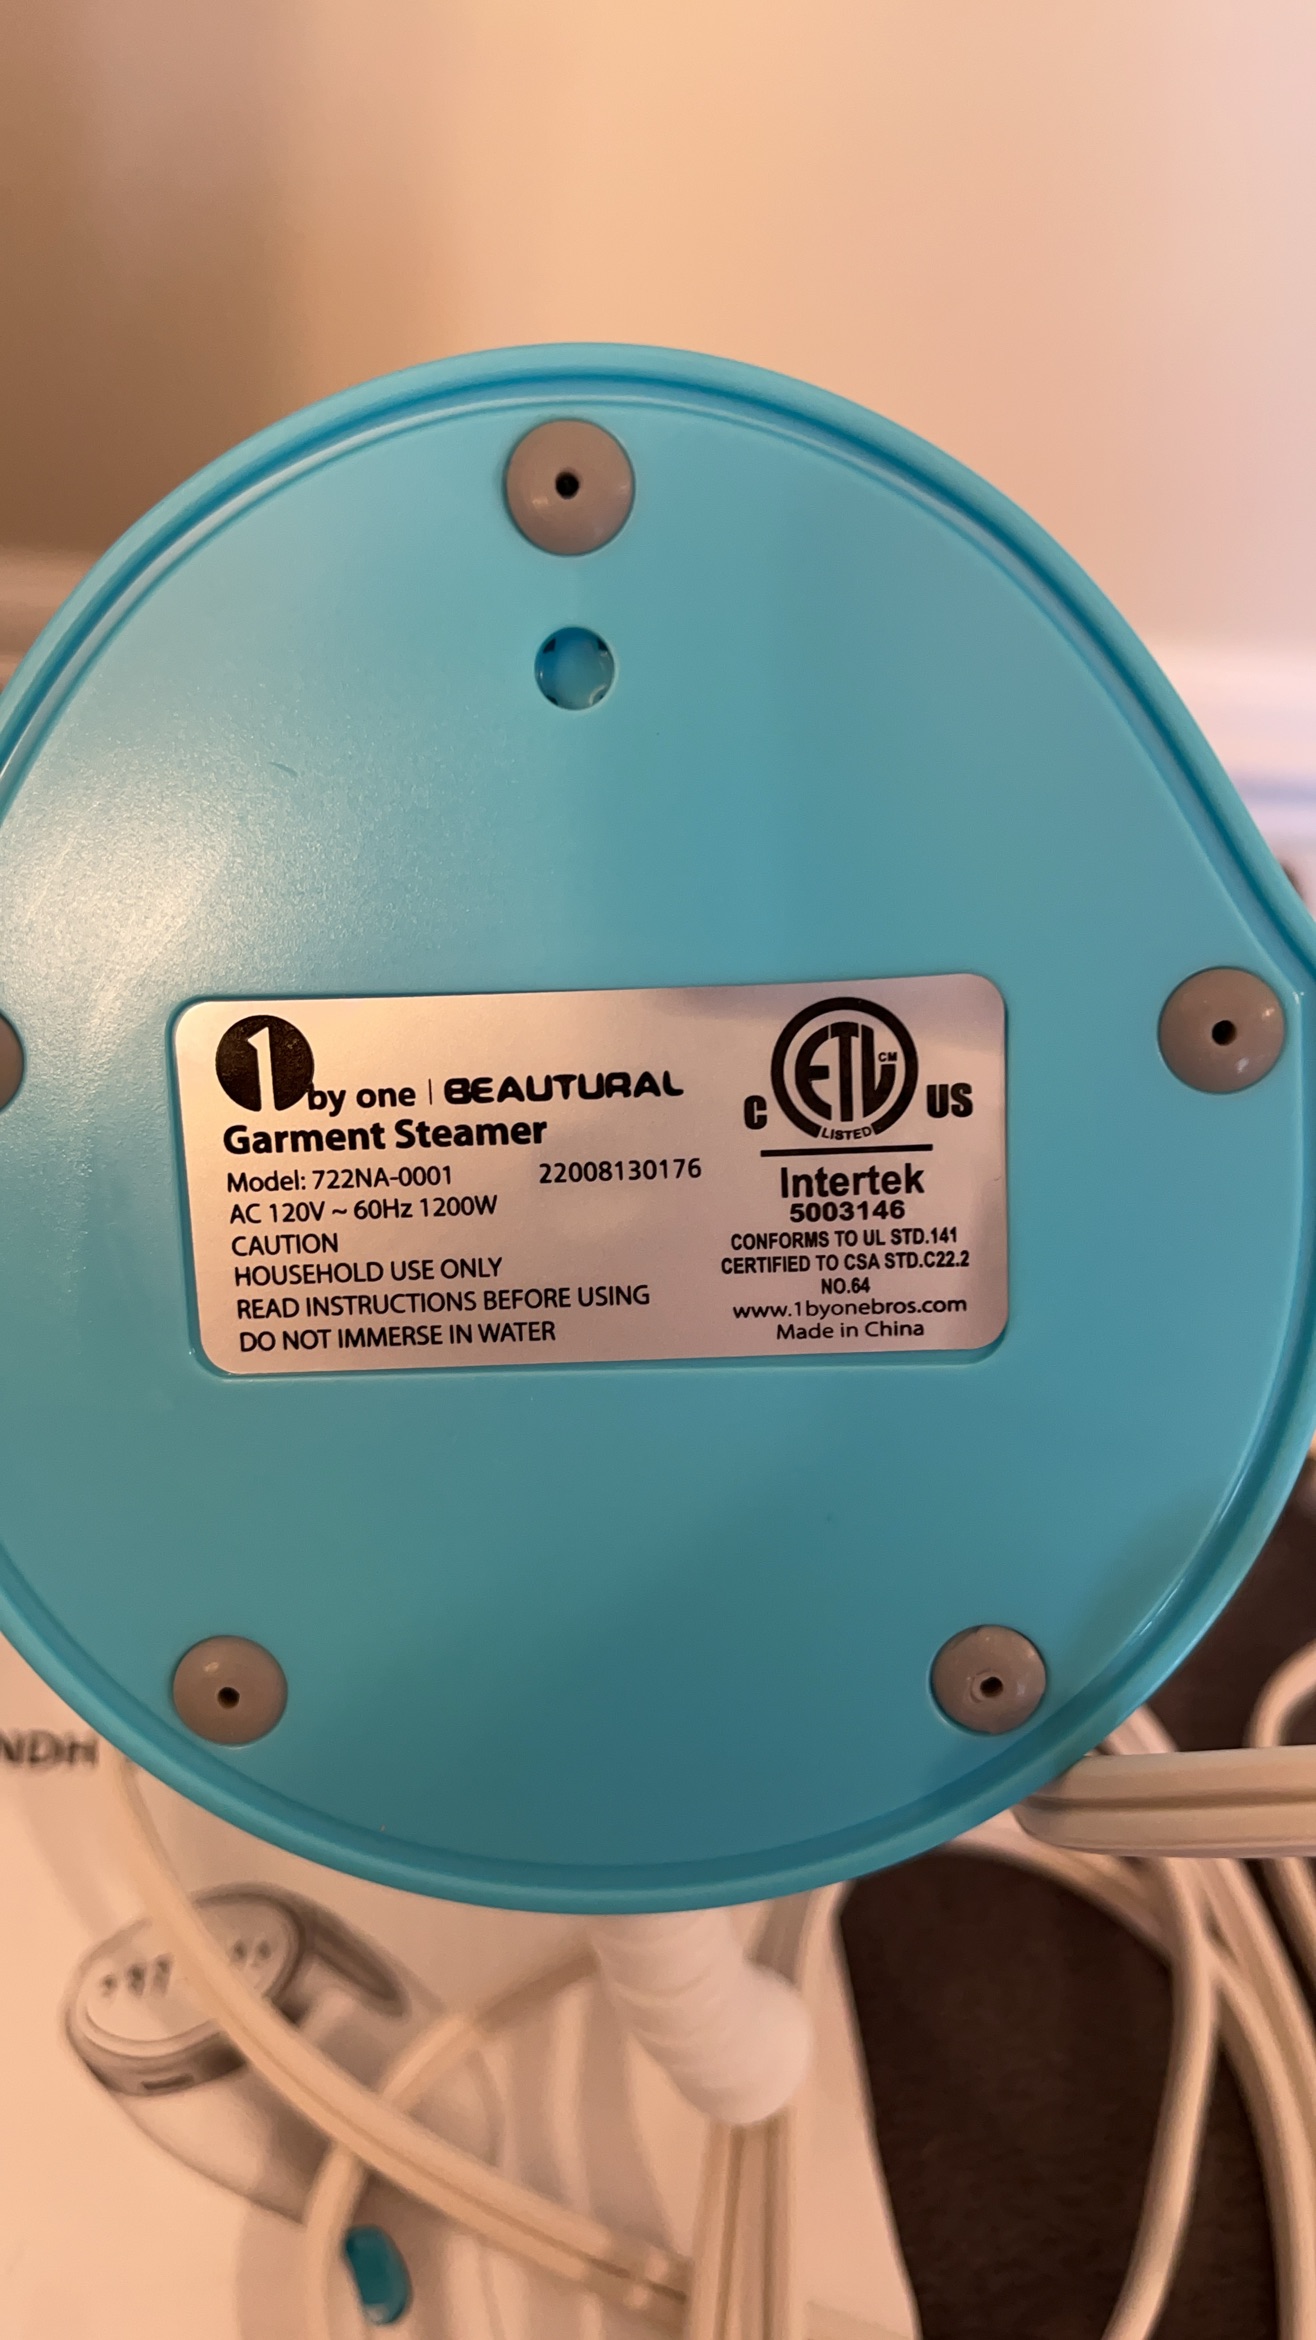 1 by one | BEAUTURAL
Garment Steamer
Model: 722NA-0001 22008130176
AC 120V ~ 60Hz 1200W
CAUTION
HOUSEHOLD USE ONLY
READ INSTRUCTIONS BEFORE USING
DO NOT IMMERSE IN WATER
C ETL CM US
LISTED
Intertek
5003146
CONFORMS TO UL STD.141
CERTIFIED TO CSA STD.C22.2
NO.64
www.1byonebros.com
Made in China
NDH